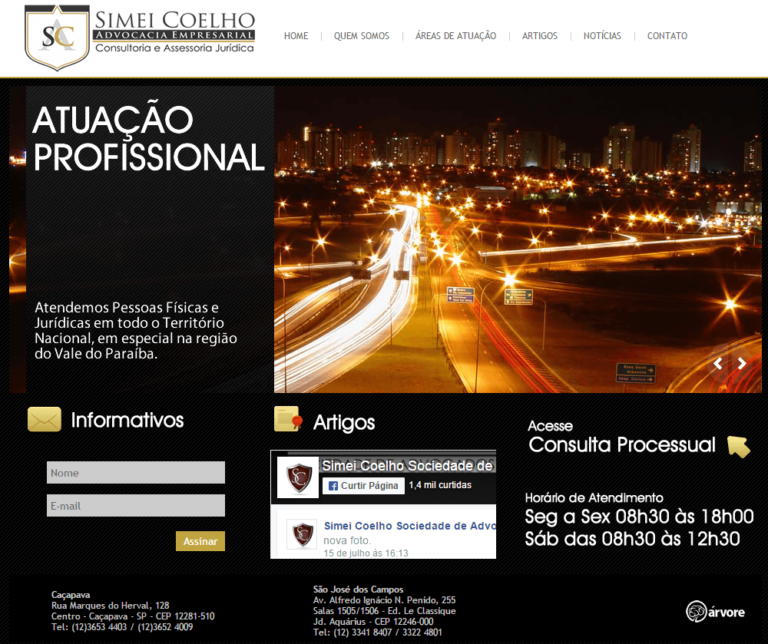 SIMEI COELHO
ADVOCACIA EMPRESARIAL
Consultoria e Assessoria Jurídica
SC
HOME
QUEM SOMOS
ÁREAS DE ATUAÇÃO
ARTIGOS
NOTÍCIAS
CONTATO
ATUAÇÃO
PROFISSIONAL
Atendemos Pessoas Físicas e
Jurídicas em todo o Território
Nacional, em especial na região
do Vale do Paraíba.
Informativos
Nome
E-mail
Assinar
Artigos
Simei Coelho Sociedade de
Curtir Página
1,4 mil curtidas
Simei Coelho Sociedade de Advo
nova foto.
15 de julho às 16:13
Acesse
Consulta Processual
Horário de Atendimento
Seg a Sex 08h30 às 18h00
Sáb das 08h30 às 12h30
Caçapava
Rua Marques do Herval, 128
Centro - Caçapava - SP - CEP 12281-510
Tel: (12)3653 4403 / (12)3652 4009
São José dos Campos
Av. Alfredo Ignácio N. Penido, 255
Salas 1505/1506 - Ed. Le Classique
Jd. Aquárius - CEP 12246-000
Tel: (12) 3341 8407 / 3322 4801
árvore